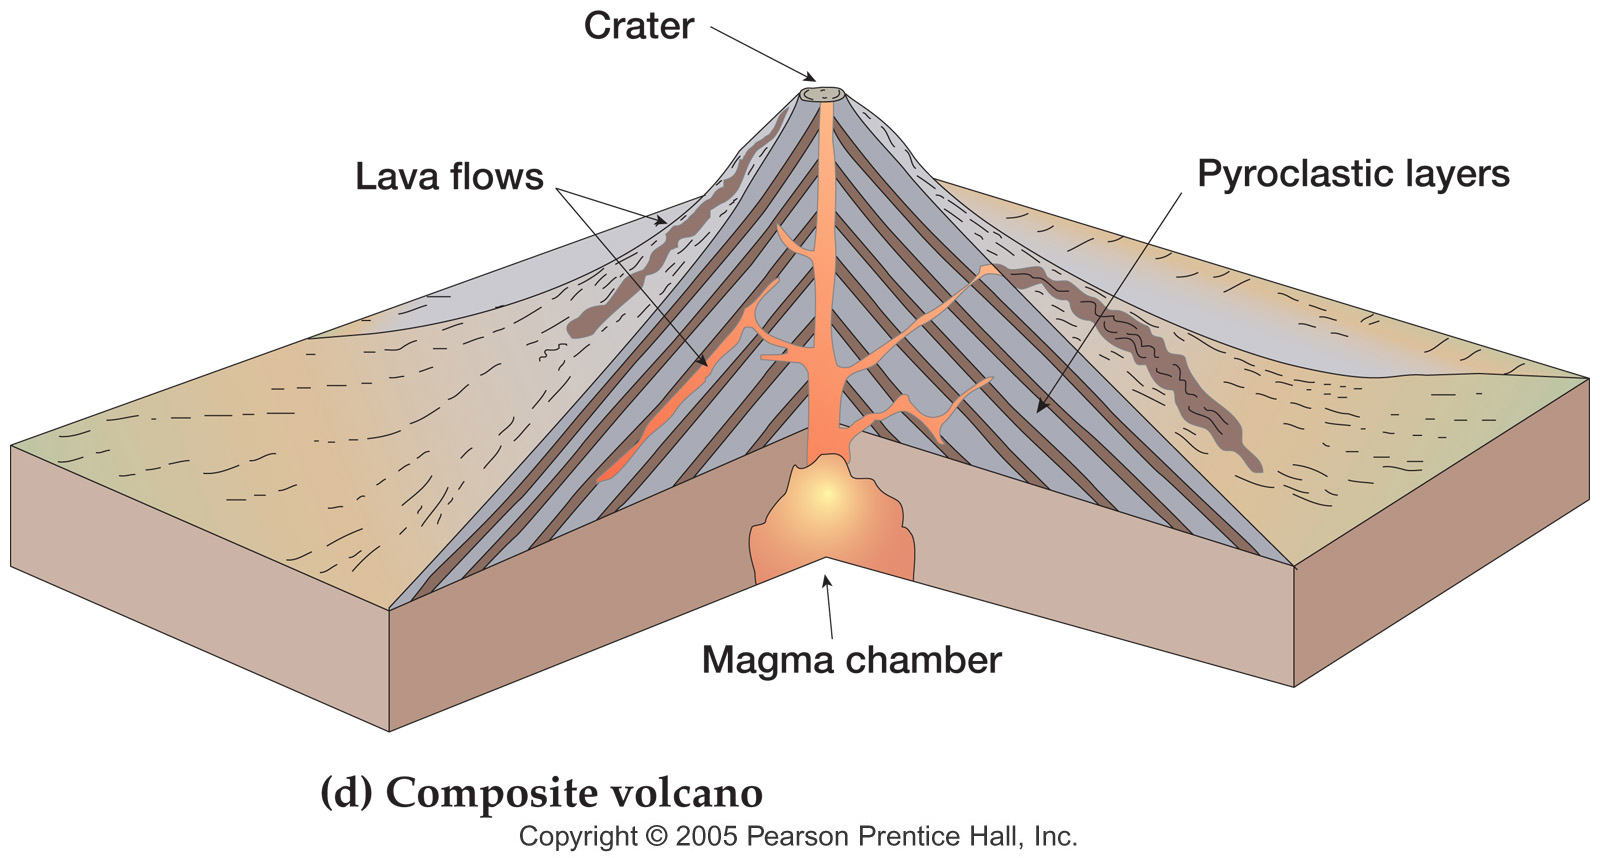 Crater
Lava flows
Pyroclastic layers
Magma chamber
(d) Composite volcano
Copyright © 2005 Pearson Prentice Hall, Inc.